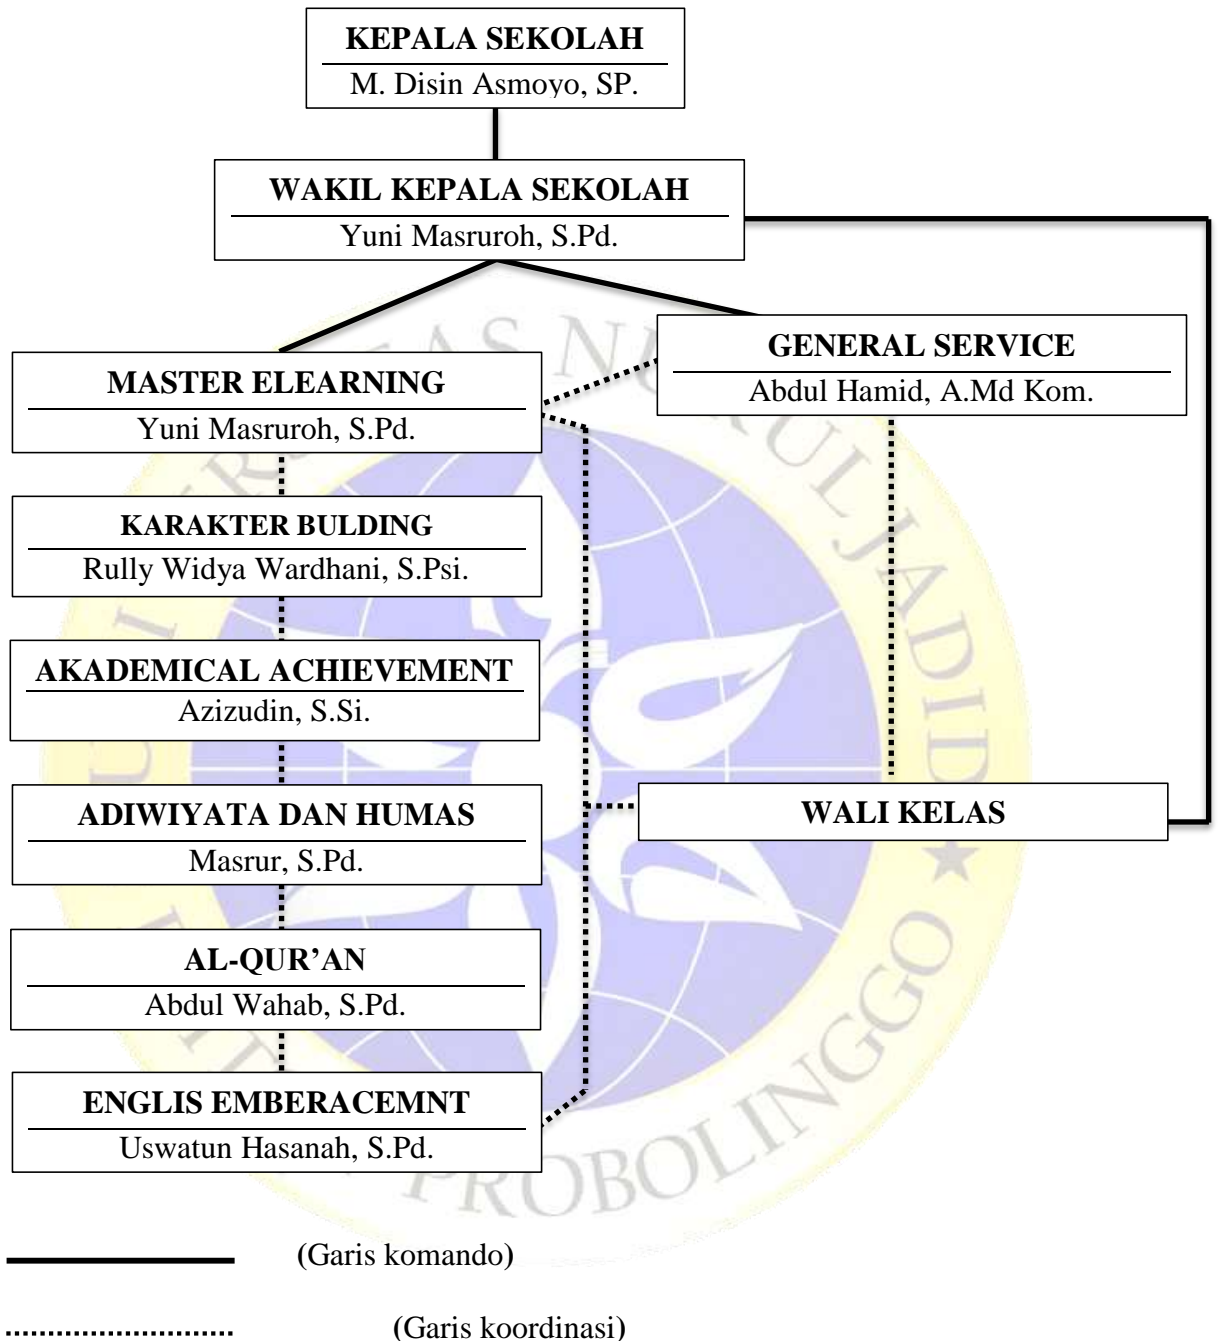 KEPALA SEKOLAH
M. Disin Asmoyo, SP.
WAKIL KEPALA SEKOLAH
Yuni Masruroh, S.Pd.
GENERAL SERVICE
Abdul Hamid, A.Md Kom.
MASTER ELEARNING
Yuni Masruroh, S.Pd.
KARAKTER BULDING
Rully Widya Wardhani, S.Psi.
AKADEMICAL ACHIEVEMENT
Azizudin, S.Si.
ADIWIYATA DAN HUMAS
Masrur, S.Pd.
WALI KELAS
AL-QUR’AN
Abdul Wahab, S.Pd.
ENGLIS EMBERACEMNT
Uswatun Hasanah, S.Pd.
(Garis komando)
(Garis koordinasi)
JADID
PROBOLINGGO